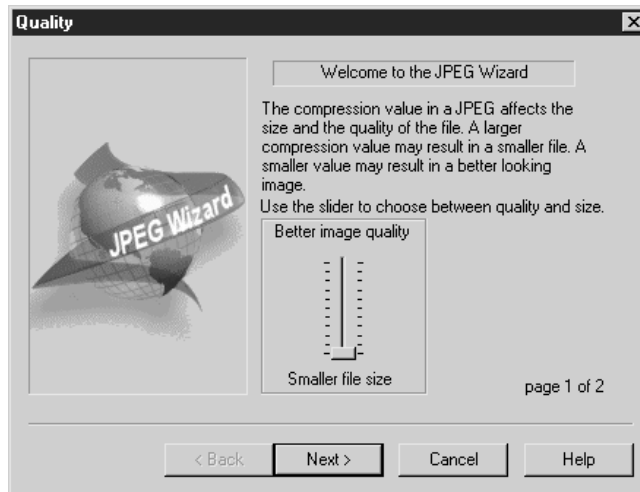 Quality
Welcome to the JPEG Wizard
The compression value in a JPEG affects the
size and the quality of the file. A larger
compression value may result in a smaller file. A
smaller value may result in a better looking
image.
Use the slider to choose between quality and size.
JPEG Wizard
Better image quality
Smaller file size
page 1 of 2
< Back
Next >
Cancel
Help